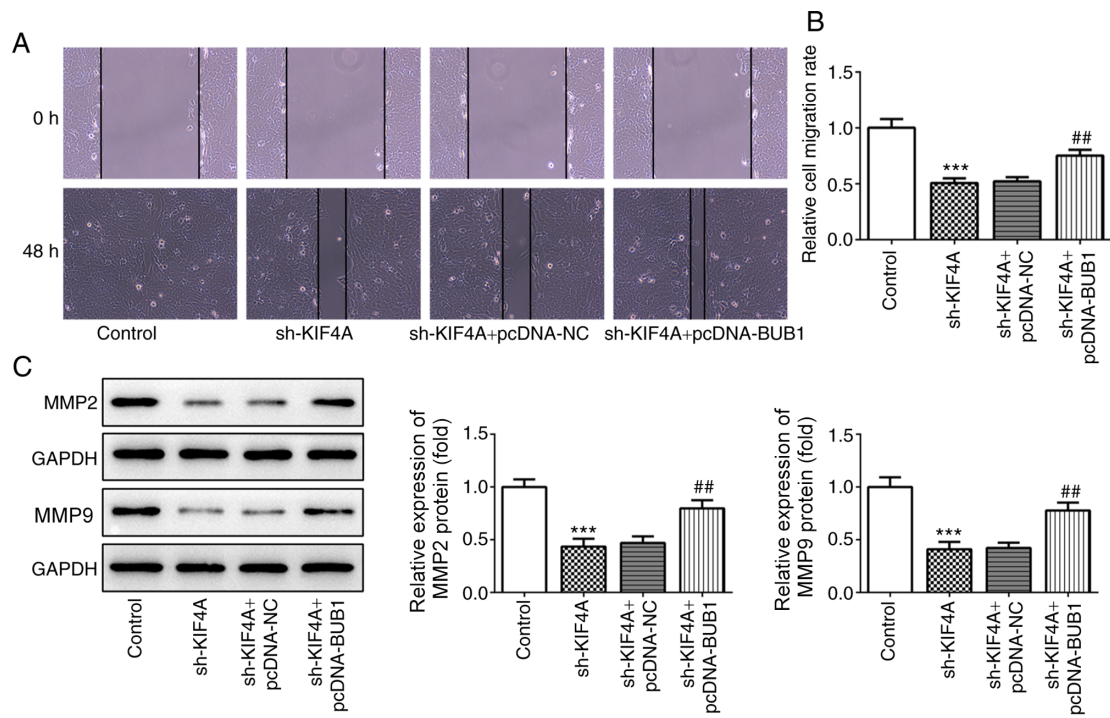 A
0 h
48 h
Control
sh-KIF4A
sh-KIF4A+pcDNA-NC
sh-KIF4A+pcDNA-BUB1
B
Relative cell migration rate
1.5
1.0
0.5
0.0
***
##
Control
sh-KIF4A
sh-KIF4A+
pcDNA-NC
sh-KIF4A+
pcDNA-BUB1
C
MMP2
GAPDH
MMP9
GAPDH
Control
sh-KIF4A
sh-KIF4A+
pcDNA-NC
sh-KIF4A+
pcDNA-BUB1
Relative expression of
MMP2 protein (fold)
1.5
1.0
0.5
0.0
***
##
Control
sh-KIF4A
sh-KIF4A+
pcDNA-NC
sh-KIF4A+
pcDNA-BUB1
Relative expression of
MMP9 protein (fold)
1.5
1.0
0.5
0.0
***
##
Control
sh-KIF4A
sh-KIF4A+
pcDNA-NC
sh-KIF4A+
pcDNA-BUB1